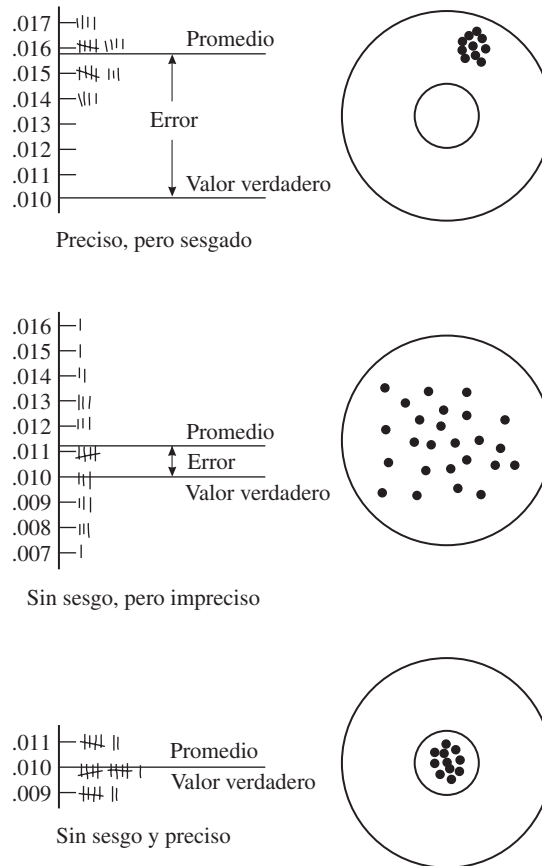 .017
.016
Promedio
.015
.014
Error
.013
.012
.011
Valor verdadero
.010
Preciso, pero sesgado
.016
.015
.014
.013
.012
Promedio
.011
Error
.010
Valor verdadero
.009
.008
.007
Sin sesgo, pero impreciso
.011
Promedio
.010
Valor verdadero
.009
Sin sesgo y preciso